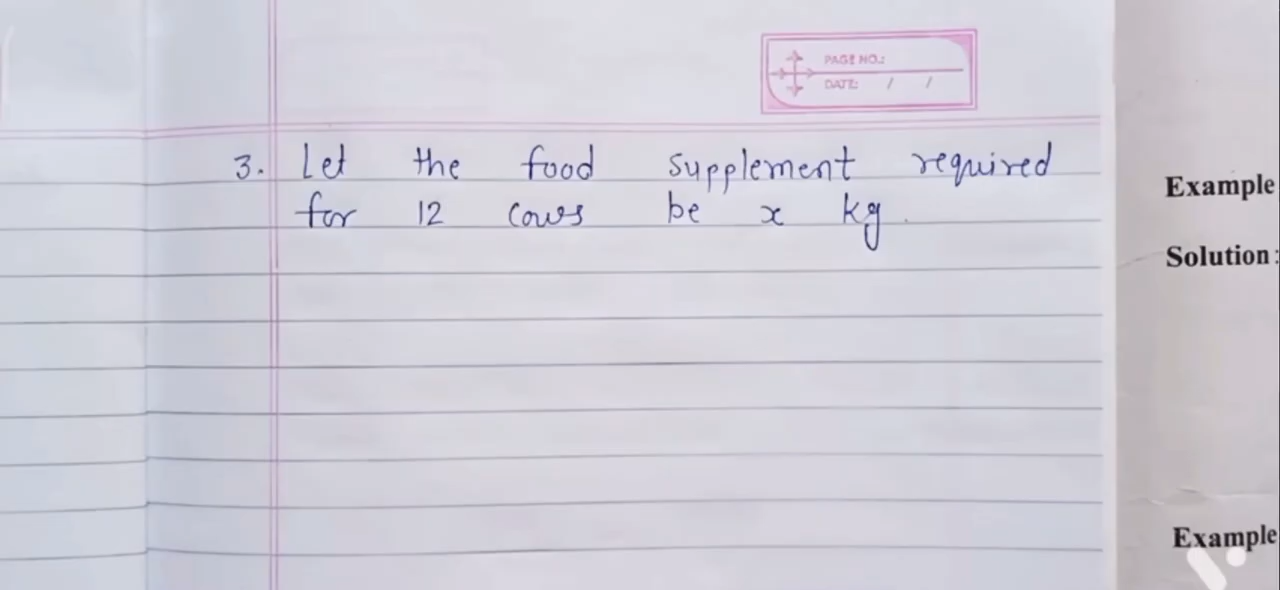 PAGE NO.:
DATE: / /
3. Let the food supplement required
for 12 cows be x kg.
Example
Solution:
Example